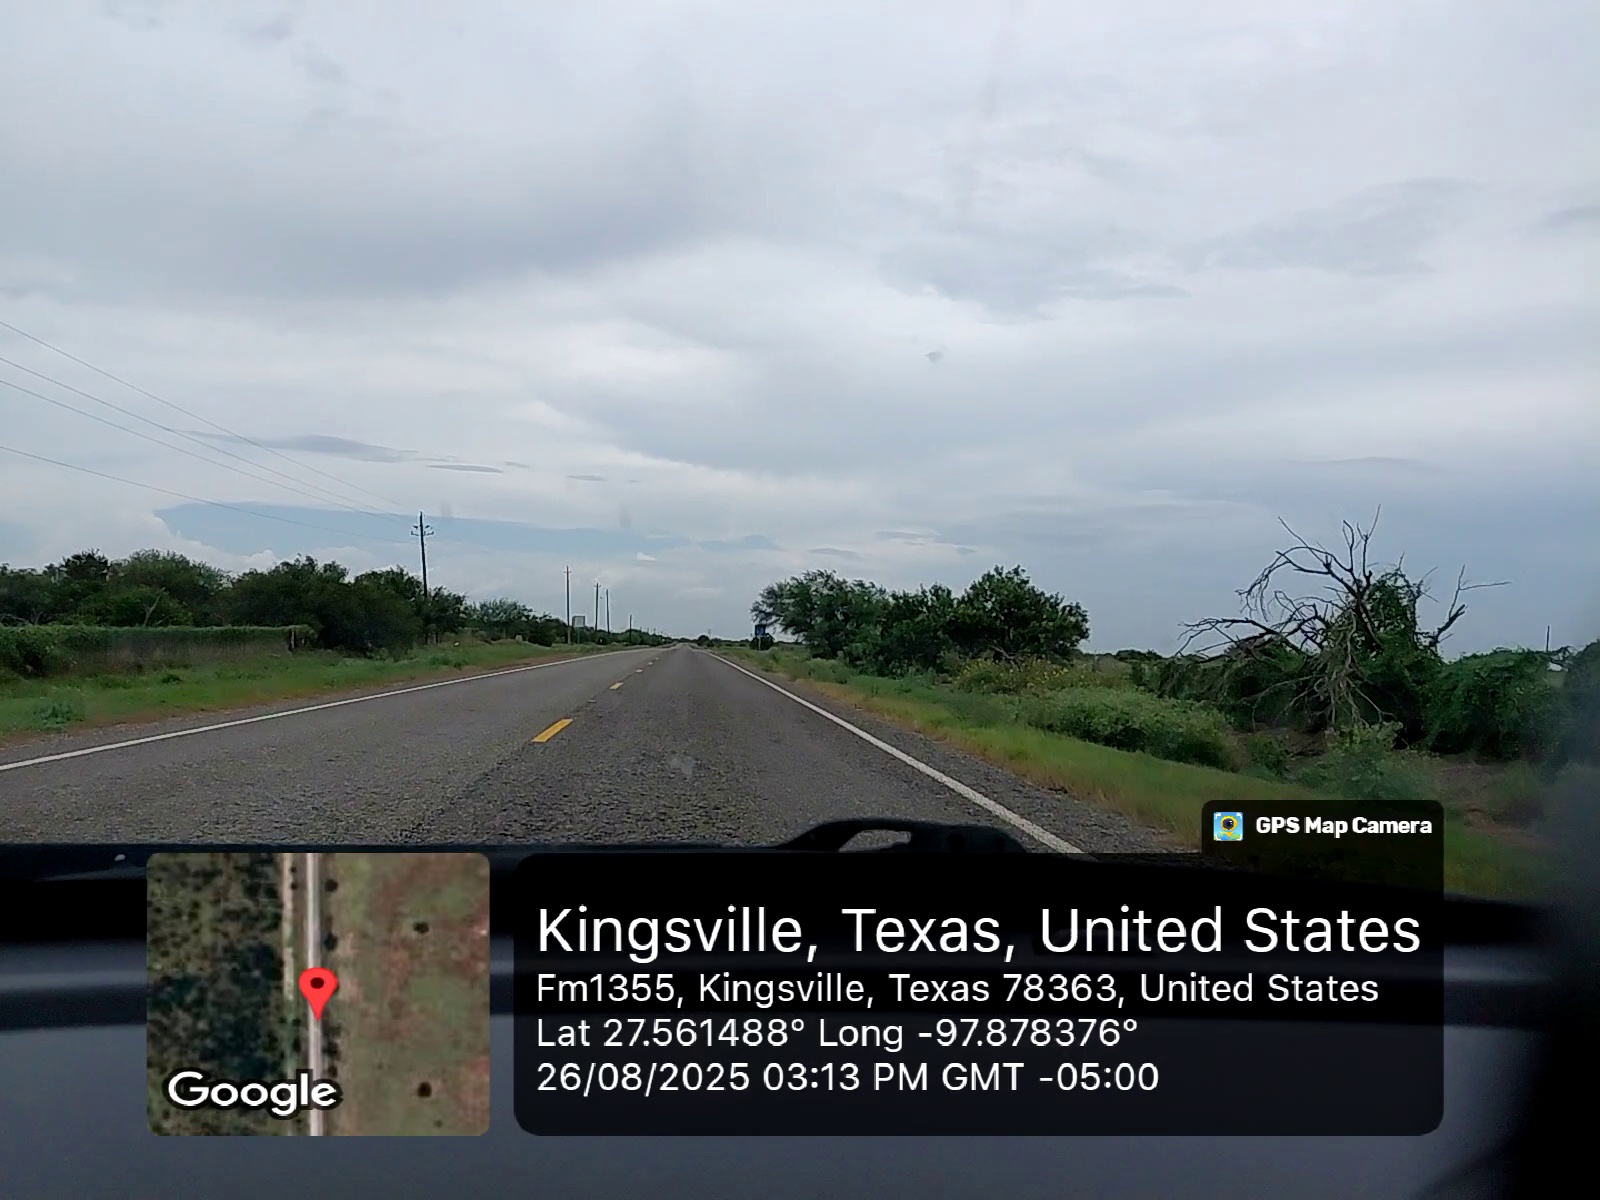 GPS Map Camera
Kingsville, Texas, United States
Fm1355, Kingsville, Texas 78363, United States
Lat 27.561488° Long -97.878376°
26/08/2025 03:13 PM GMT -05:00
Google